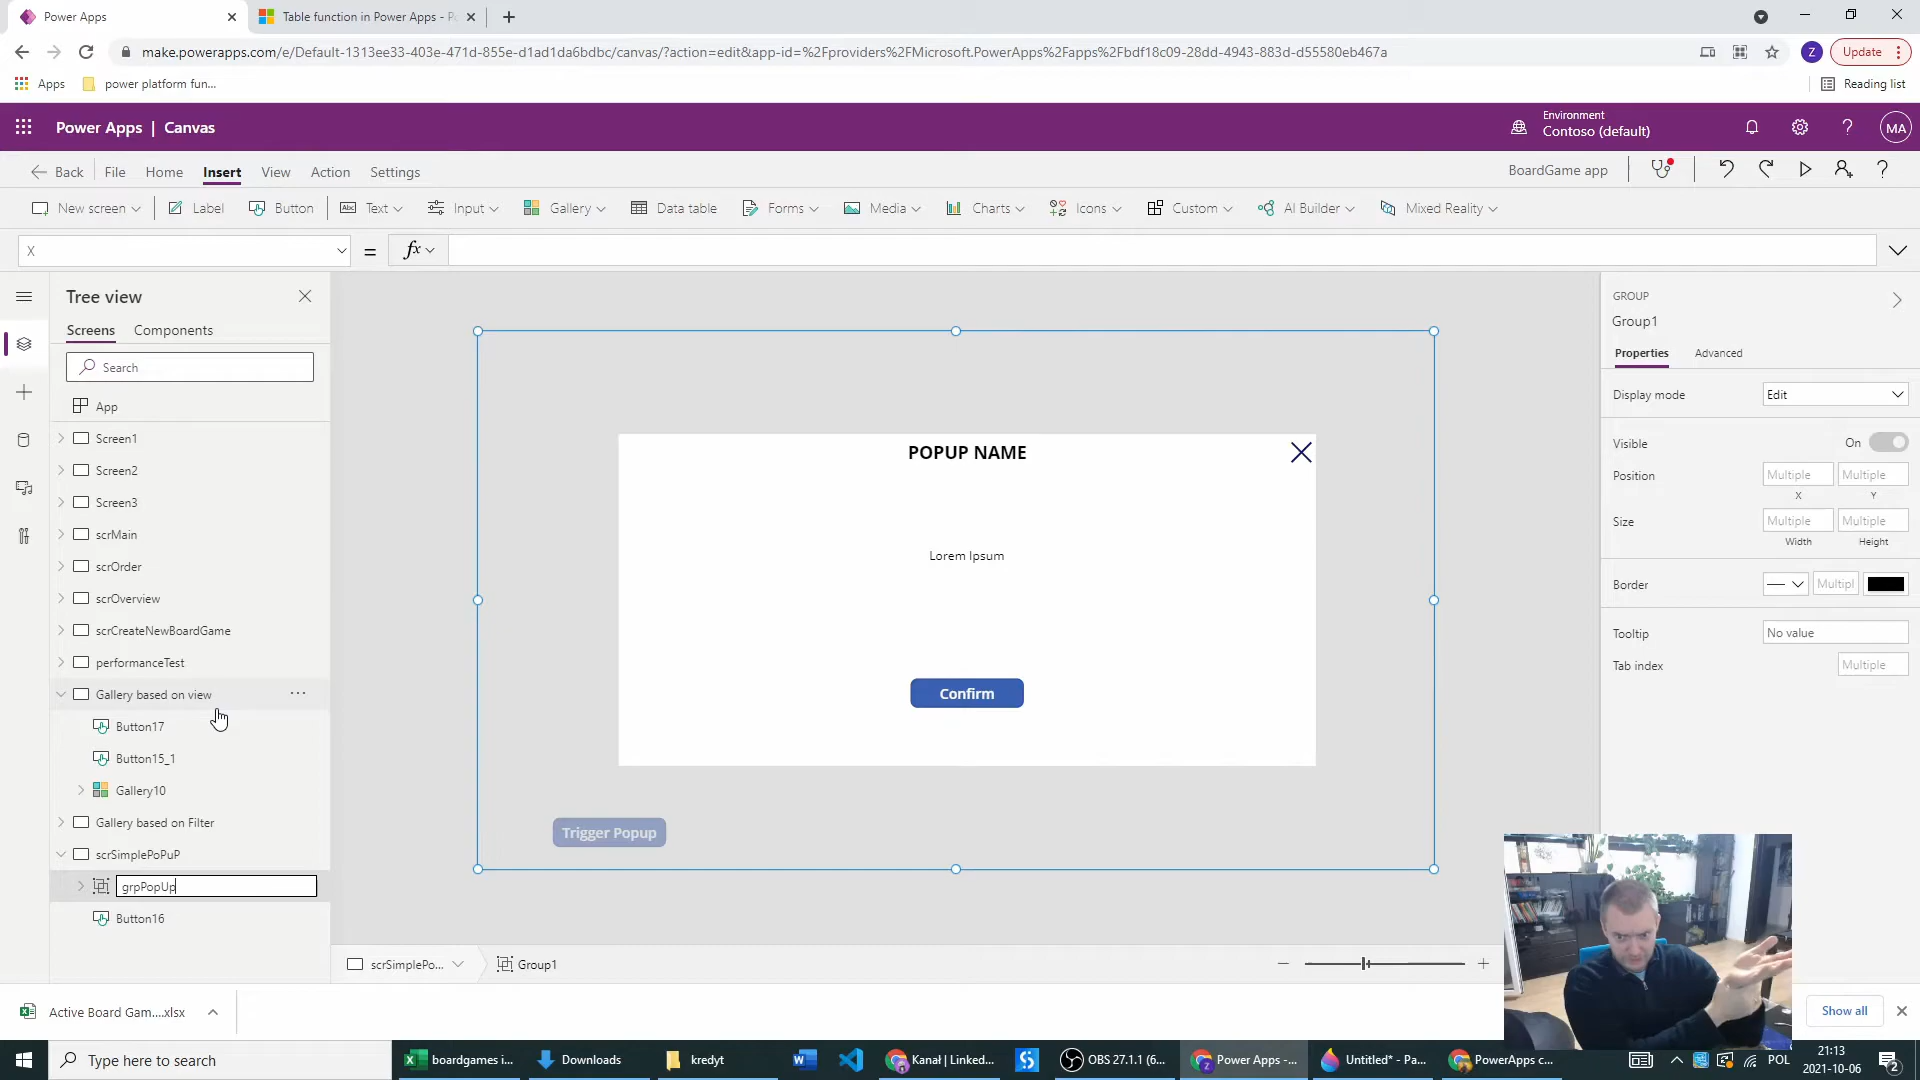 Power Apps
Table function in Power Apps - Po
make.powerapps.com/e/Default-1313ee33-403e-471d-855e-d1ad1da6bdbc/canvas/?action=edit&app-id=%2Fproviders%2FMicrosoft.PowerApps%2Fapps%2Fbdf18c09-28dd-4943-883d-d55580eb467a
Z
Update
Apps
power platform fun...
Reading list
Power Apps | Canvas
Environment
Contoso (default)
MA
Back
File
Home
Insert
View
Action
Settings
BoardGame app
New screen
Label
Button
Text
Input
Gallery
Data table
Forms
Media
Charts
Icons
Custom
AI Builder
Mixed Reality
X
=
fx
Tree view
Screens
Components
Search
App
Screen1
Screen2
Screen3
scrMain
scrOrder
scrOverview
scrCreateNewBoardGame
performanceTest
Gallery based on view
Button17
Button15_1
Gallery10
Gallery based on Filter
scrSimplePoPuP
grpPopUp
Button16
POPUP NAME
Lorem Ipsum
Confirm
Trigger Popup
GROUP
Group1
Properties
Advanced
Display mode
Edit
Visible
On
Position
Multiple
Multiple
X
Y
Size
Multiple
Multiple
Width
Height
Border
Multipl
Tooltip
No value
Tab index
Multiple
scrSimplePo...
Group1
Active Board Gam....xlsx
Show all
Type here to search
boardgames i...
Downloads
kredyt
Kanał | Linked...
OBS 27.1.1 (6...
Power Apps -...
Untitled* - Pa...
PowerApps c...
POL
21:13
2021-10-06
2